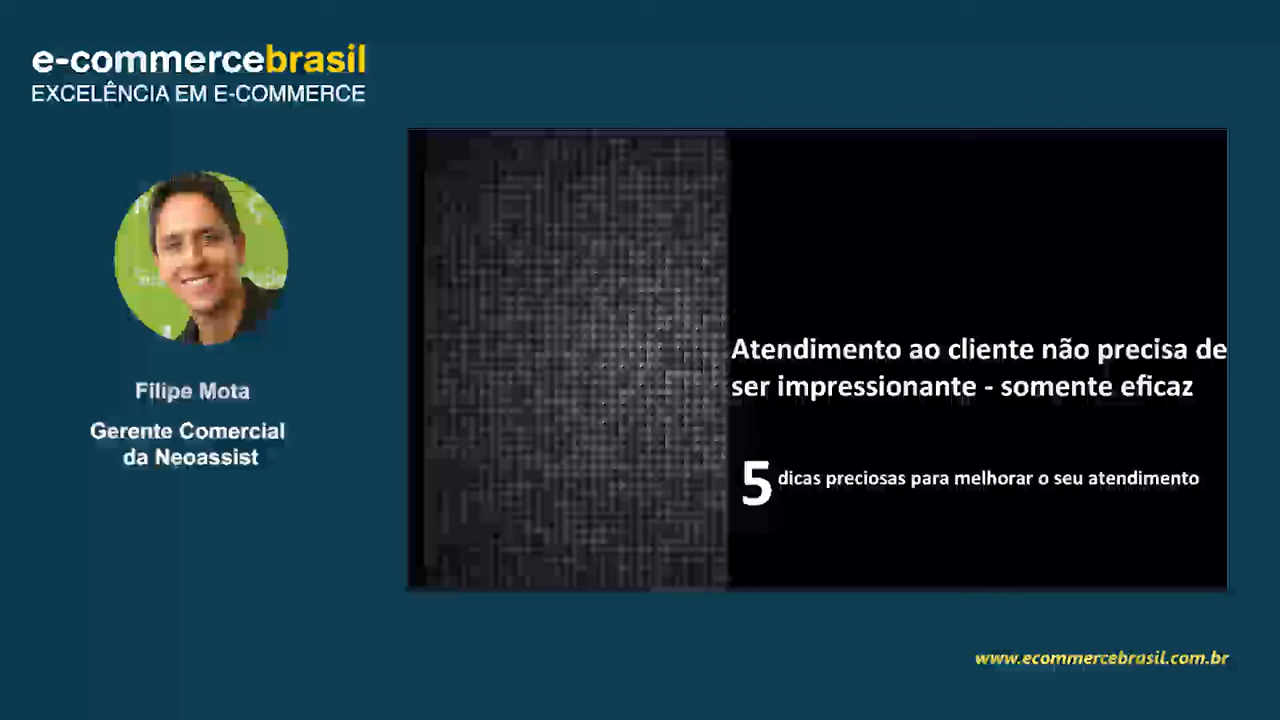 e-commercebrasil
EXCELÊNCIA EM E-COMMERCE
Filipe Mota
Gerente Comercial
da Neoassist
Atendimento ao cliente não precisa de
ser impressionante - somente eficaz
5 dicas preciosas para melhorar o seu atendimento
www.ecommercebrasil.com.br